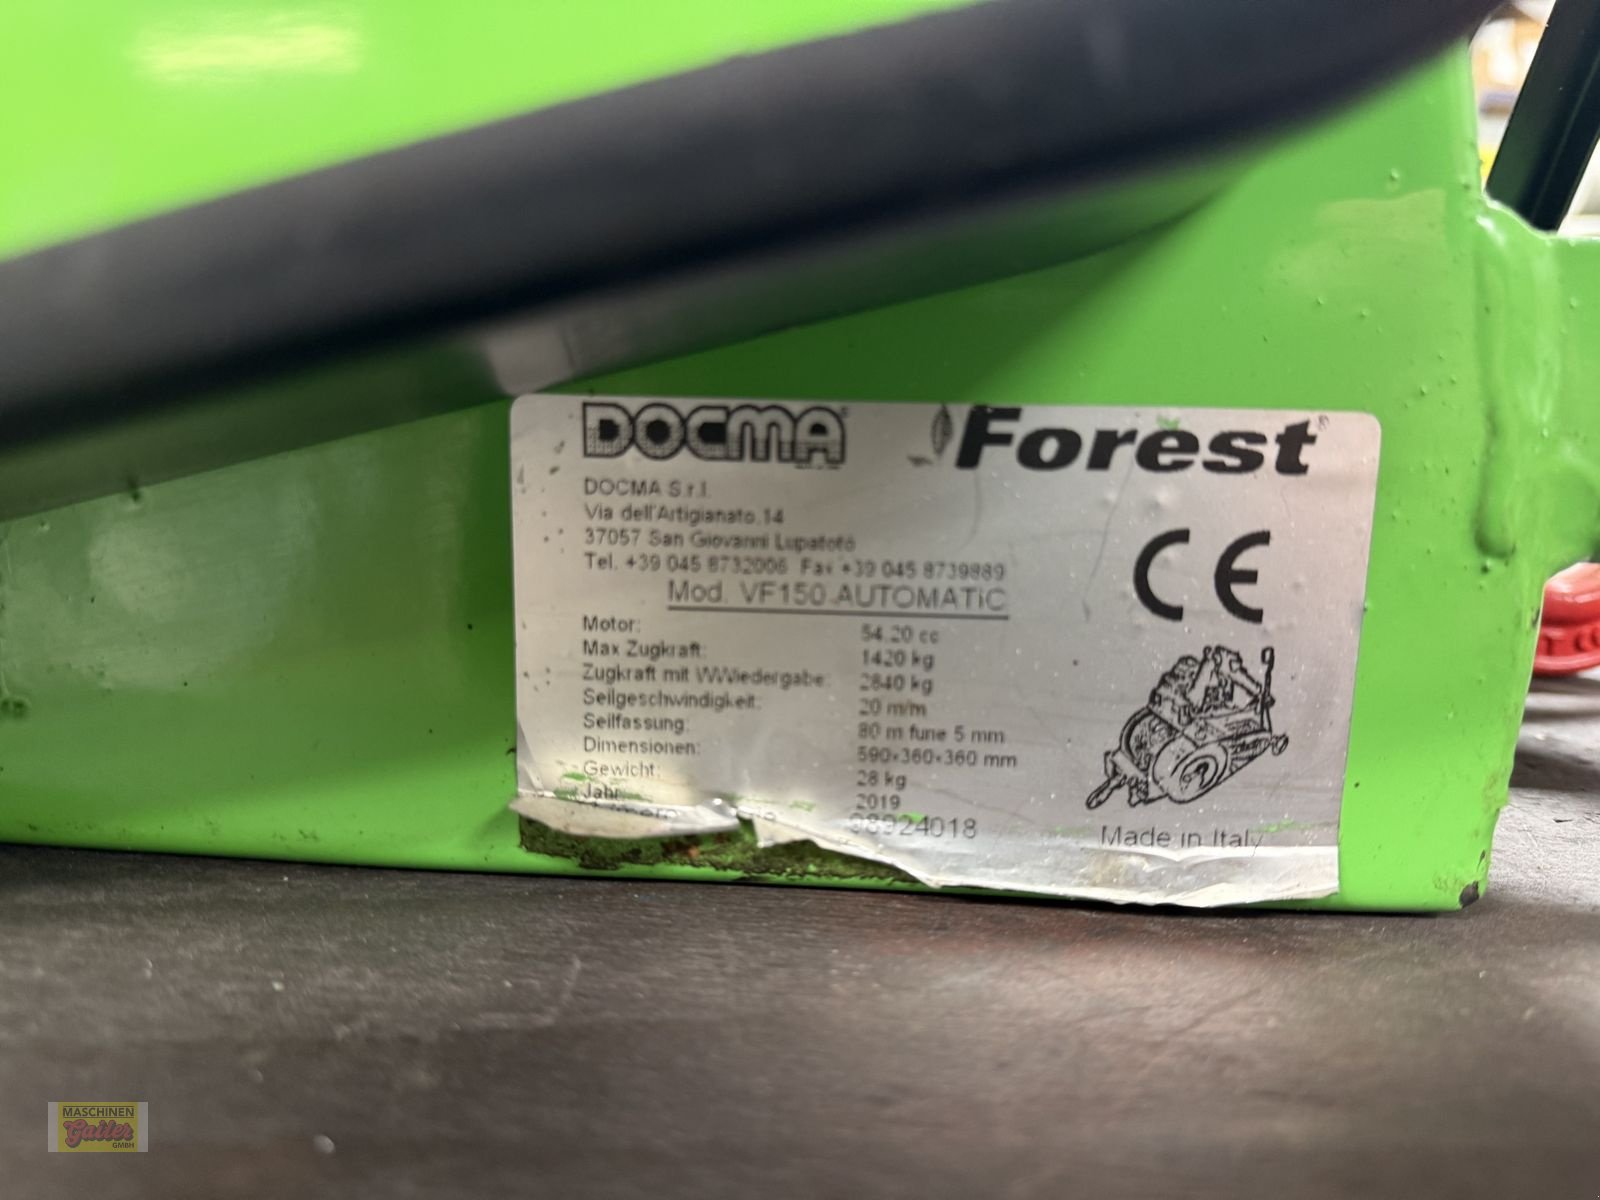 DOCMA Forest
DOCMA S.r.l.
Via dell'Artigianato 14
37057 San Giovanni Lupatoto
Tel. +39 045 8732006 Fax +39 045 8739889
Mod. VF150 AUTOMATIC
CE
Motor: 54,20 cc
Max Zugkraft: 1420 kg
Zugkraft mit WWiedergabe: 2840 kg
Seilgeschwindigkeit: 20 m/m
Seilfassung: 80 m fune 5 mm
Dimensionen: 590×360×360 mm
Gewicht: 28 kg
Jahr: 2019
98924018
Made in Italy
MASCHINEN
Gailer
GMBH